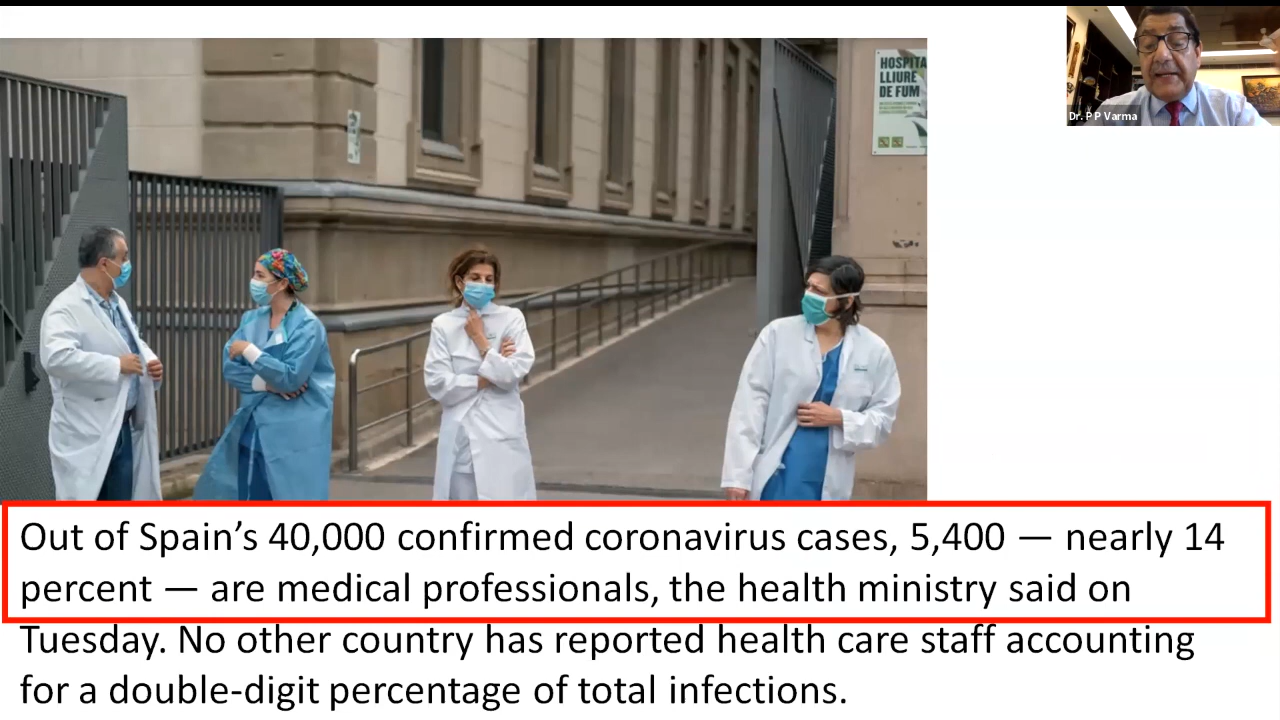 HOSPITA
LLIURE
DE FUM
Dr. P P Varma
Out of Spain’s 40,000 confirmed coronavirus cases, 5,400 — nearly 14
percent — are medical professionals, the health ministry said on
Tuesday. No other country has reported health care staff accounting
for a double-digit percentage of total infections.